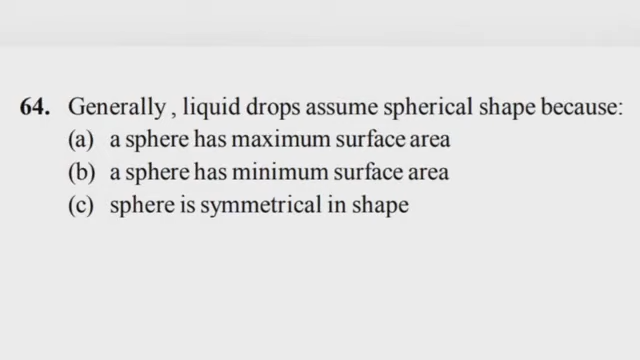 64. Generally , liquid drops assume spherical shape because:
(a) a sphere has maximum surface area
(b) a sphere has minimum surface area
(c) sphere is symmetrical in shape